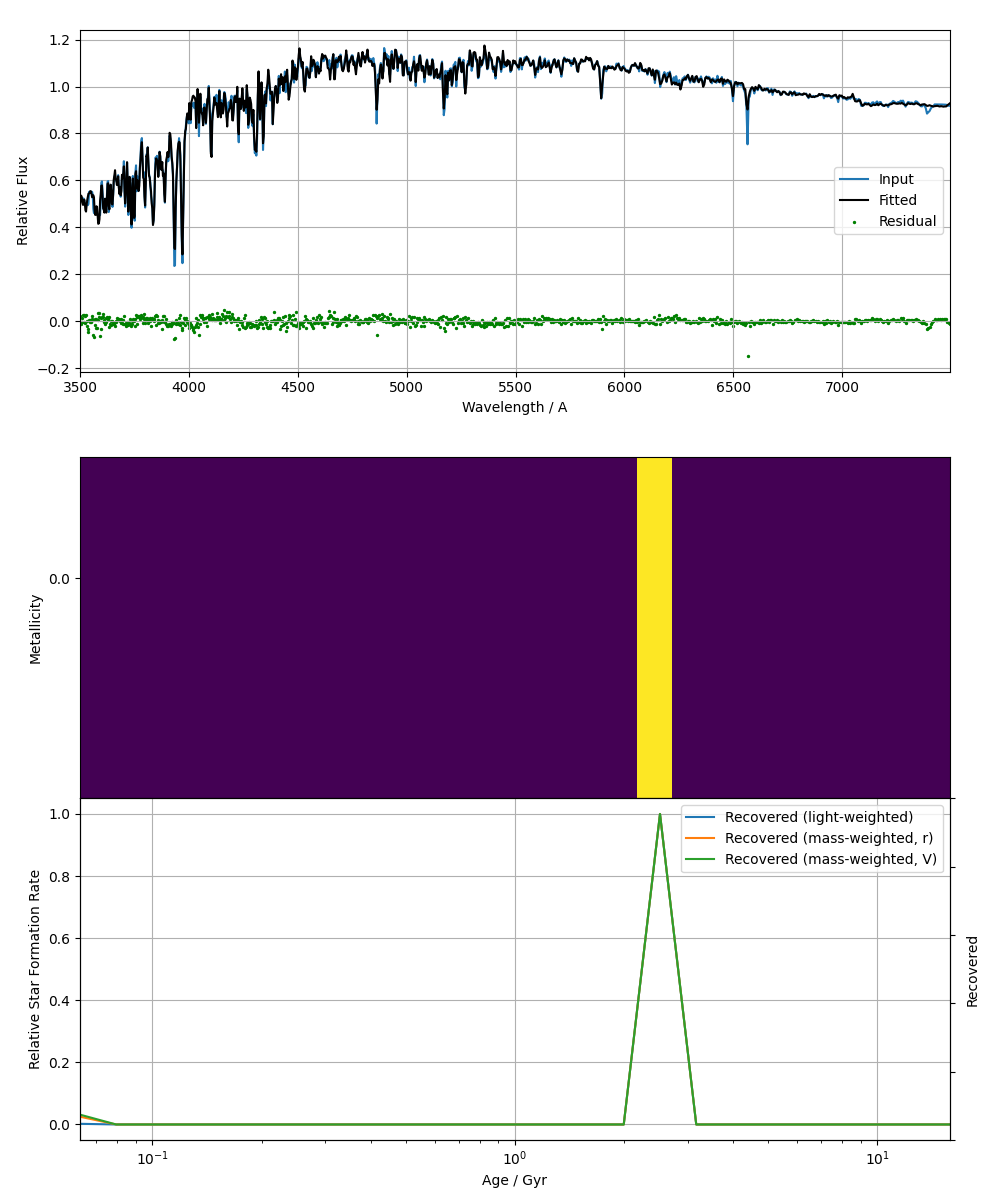 1.2
1.0
0.8
0.6
0.4
0.2
0.0
−0.2
Relative Flux
Input
Fitted
Residual
3500 4000 4500 5000 5500 6000 6500 7000
Wavelength / A
0.0
Metallicity
1.0
0.8
0.6
0.4
0.2
0.0
Relative Star Formation Rate
Recovered (light-weighted)
Recovered (mass-weighted, r)
Recovered (mass-weighted, V)
Recovered
10⁻¹ 10⁰ 10¹
Age / Gyr